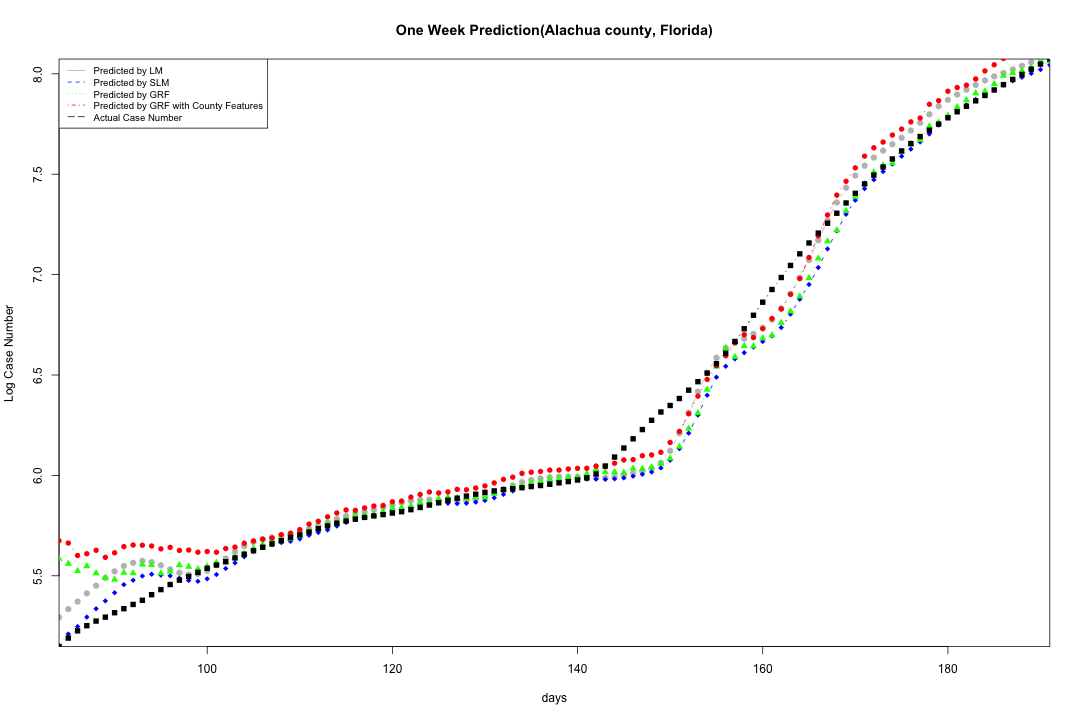 One Week Prediction(Alachua county, Florida)
Predicted by LM
Predicted by SLM
Predicted by GRF
Predicted by GRF with County Features
Actual Case Number
8.0
7.5
7.0
6.5
6.0
5.5
Log Case Number
100 120 140 160 180
days